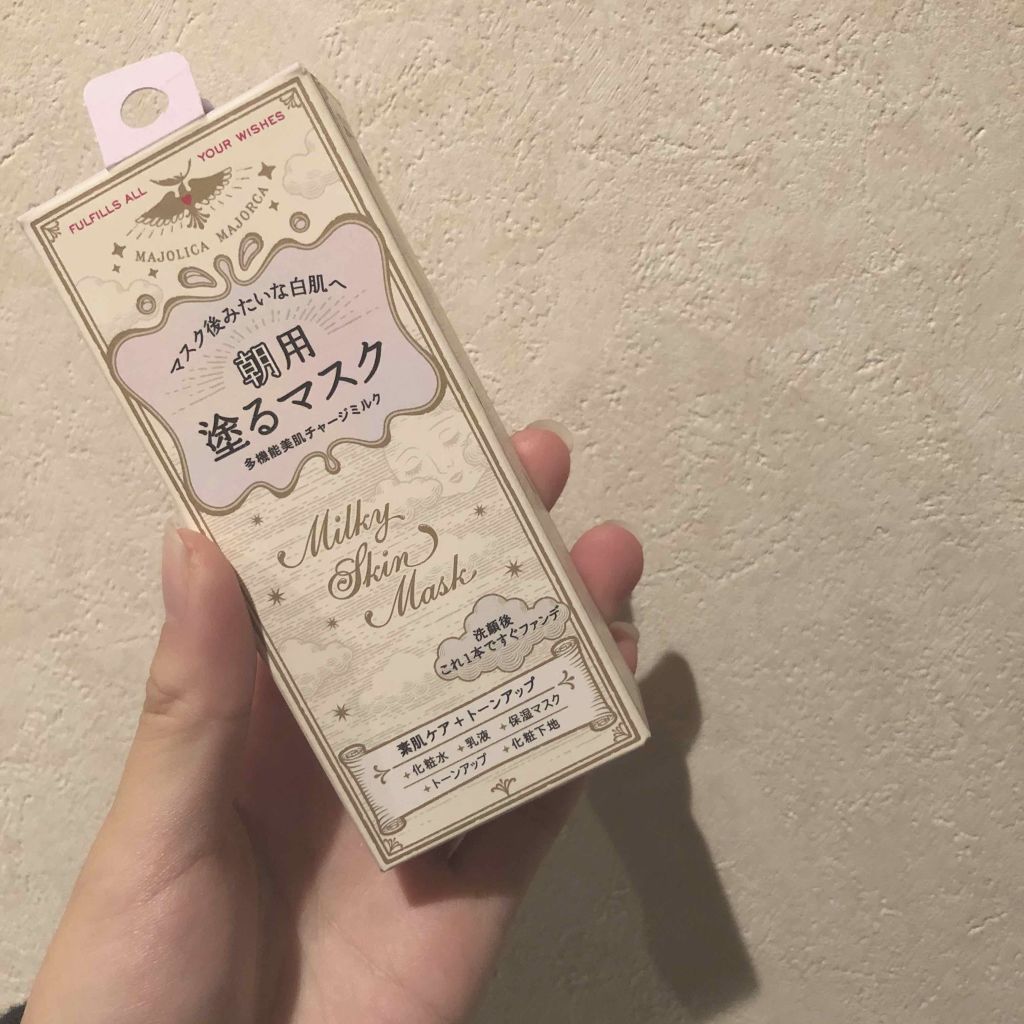 FULFILLS ALL YOUR WISHES
MAJOLICA MAJORCA
マスク後みたいな白肌へ
朝用
塗るマスク
多機能美肌チャージミルク
Milky
Skin
Mask
洗顔後
これ1本ですぐファンデ
素肌ケア+トーンアップ
+化粧水 +乳液 +保湿マスク
+トーンアップ +化粧下地